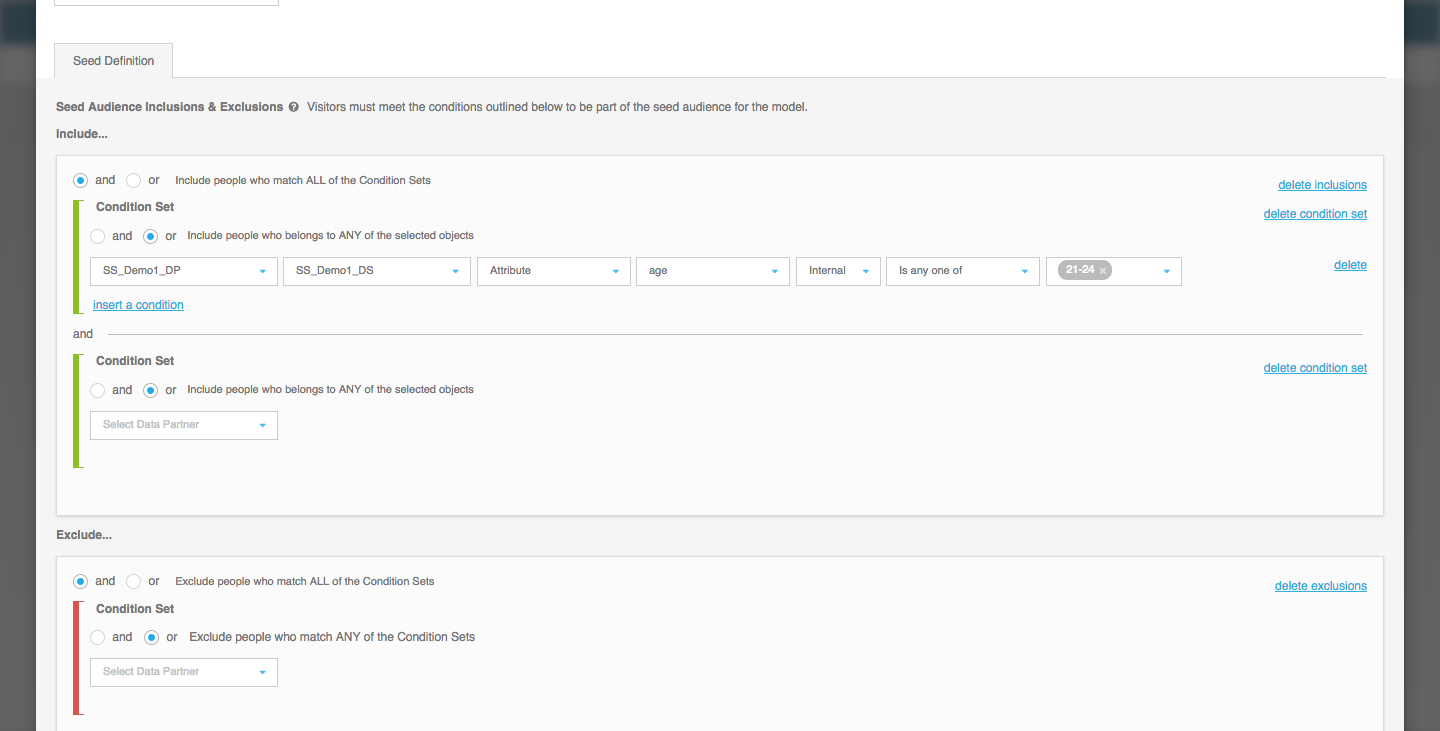 Seed Definition
Seed Audience Inclusions & Exclusions ? Visitors must meet the conditions outlined below to be part of the seed audience for the model.
Include...
and or Include people who match ALL of the Condition Sets
delete inclusions
Condition Set
delete condition set
and or Include people who belongs to ANY of the selected objects
SS_Demo1_DP SS_Demo1_DS Attribute age Internal Is any one of 21-24 × delete
insert a condition
and
Condition Set
delete condition set
and or Include people who belongs to ANY of the selected objects
Select Data Partner
Exclude...
and or Exclude people who match ALL of the Condition Sets
delete exclusions
Condition Set
and or Exclude people who match ANY of the Condition Sets
Select Data Partner